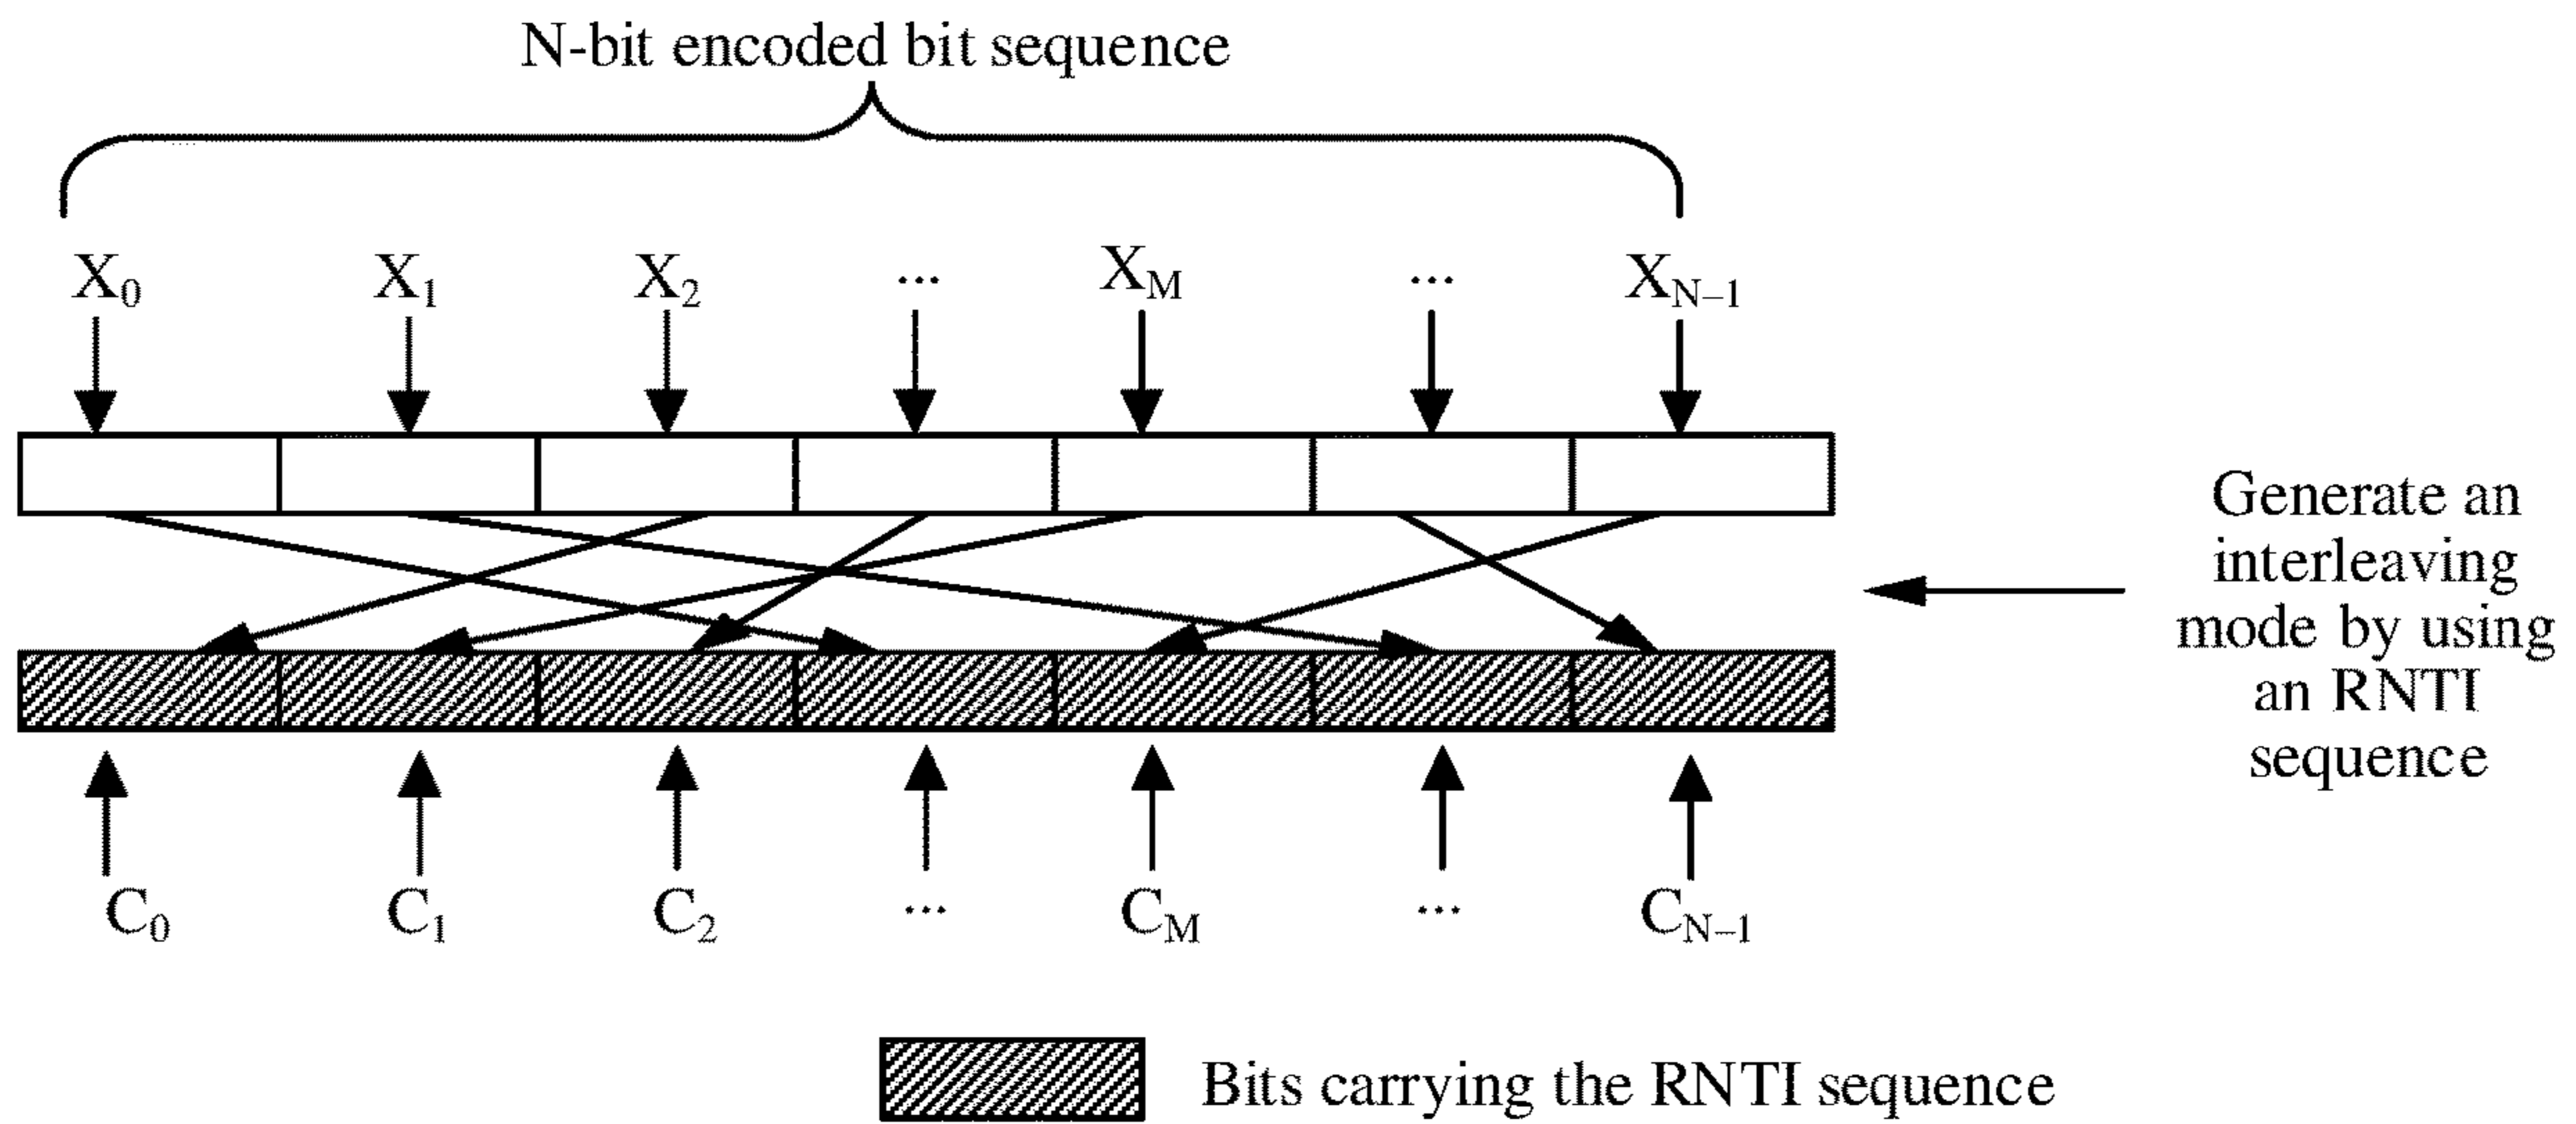 N-bit encoded bit sequence
X0 X1 X2 ... XM ... XN–1
Generate an
interleaving
mode by using
an RNTI
sequence
C0 C1 C2 ... CM ... CN–1
Bits carrying the RNTI sequence